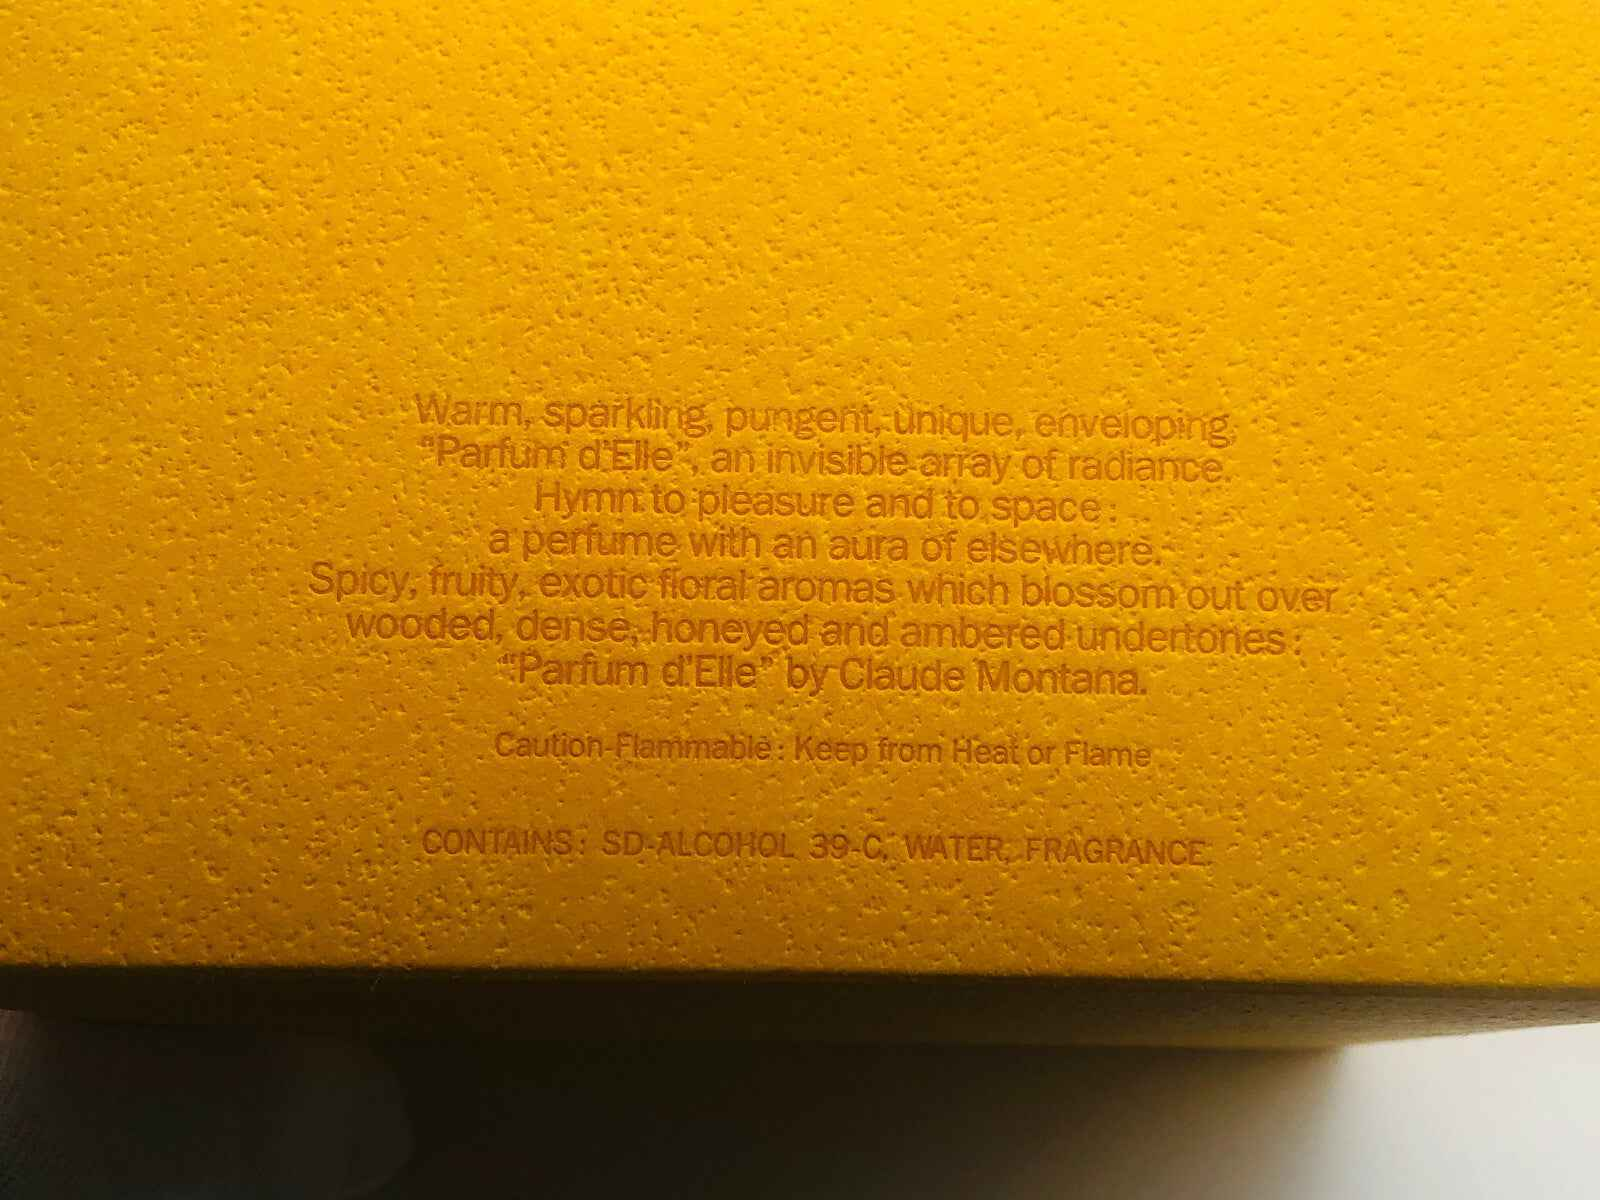 Warm, sparkling, pungent, unique, enveloping,
“Parfum d’Elle”, an invisible array of radiance.
Hymn to pleasure and to space :
a perfume with an aura of elsewhere.
Spicy, fruity, exotic floral aromas which blossom out over
wooded, dense, honeyed and ambered undertones :
“Parfum d’Elle” by Claude Montana.
Caution-Flammable : Keep from Heat or Flame
CONTAINS : SD-ALCOHOL 39-C, WATER, FRAGRANCE.